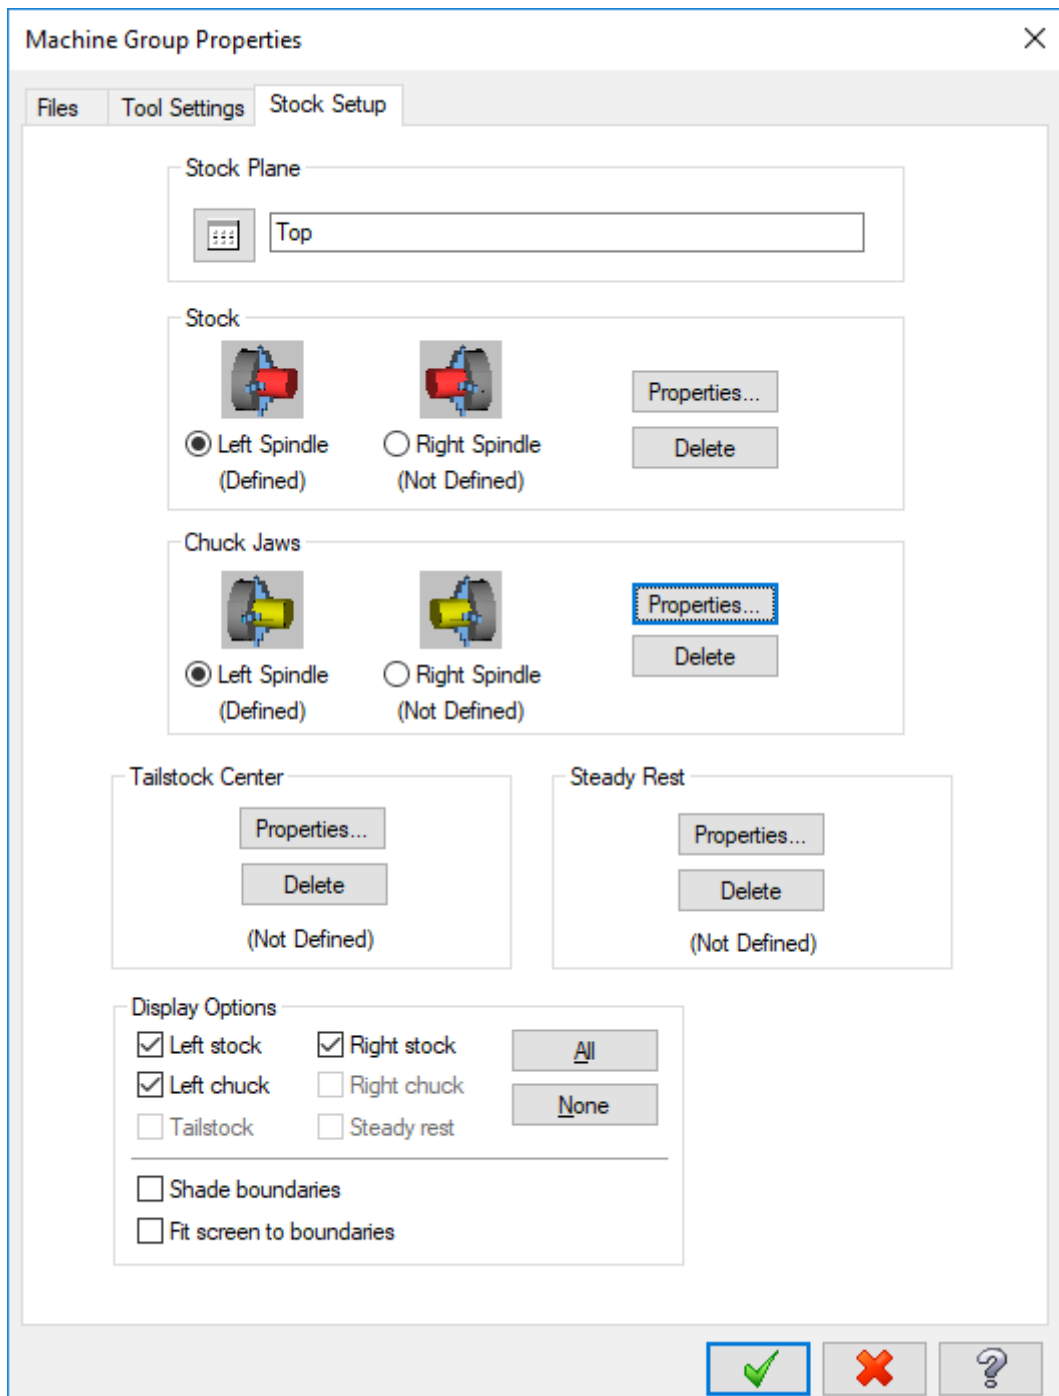 Machine Group Properties
Files Tool Settings Stock Setup
Stock Plane
Top
Stock
Properties...
Left Spindle Right Spindle
Delete
(Defined) (Not Defined)
Chuck Jaws
Properties...
Delete
Left Spindle Right Spindle
(Defined) (Not Defined)
Tailstock Center Steady Rest
Properties... Properties...
Delete Delete
(Not Defined) (Not Defined)
Display Options
Left stock Right stock All
Left chuck Right chuck None
Tailstock Steady rest
Shade boundaries
Fit screen to boundaries